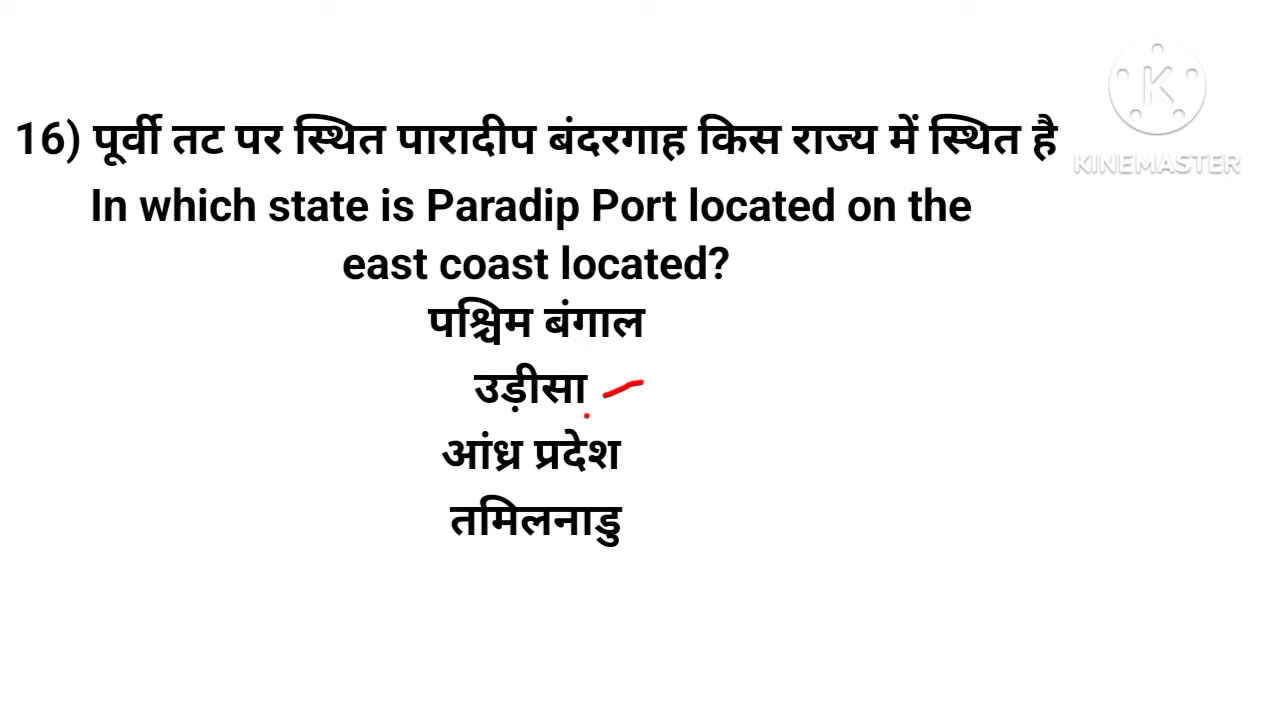 16) पूर्वी तट पर स्थित पारादीप बंदरगाह किस राज्य में स्थित है
In which state is Paradip Port located on the
east coast located?
पश्चिम बंगाल
उड़ीसा
आंध्र प्रदेश
तमिलनाडु
K
KINEMASTER